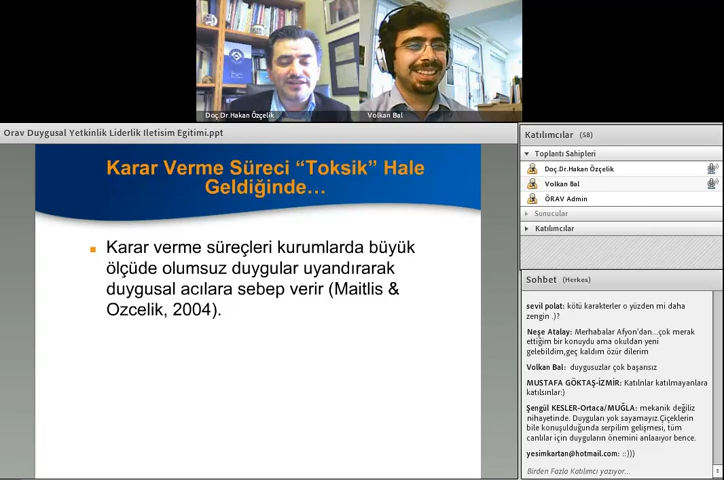 Doç.Dr.Hakan Özçelik
Volkan Bal
Orav Duygusal Yetkinlik Liderlik Iletisim Egitimi.ppt
Karar Verme Süreci “Toksik” Hale
Geldiğinde…
Karar verme süreçleri kurumlarda büyük
ölçüde olumsuz duygular uyandırarak
duygusal acılara sebep verir (Maitlis &
Ozcelik, 2004).
Katılımcılar (58)
Toplantı Sahipleri
Doç.Dr.Hakan Özçelik
Volkan Bal
ÖRAV Admin
Sunucular
Katılımcılar
Sohbet (Herkes)
sevil polat: kötü karakterler o yüzden mi daha
zengin .)?
Neşe Atalay: Merhabalar Afyon'dan...çok merak
ettiğim bir konuydu ama okuldan yeni
gelebildim,geç kaldım özür dilerim
Volkan Bal: duygusuzlar çok başarısız
MUSTAFA GÖKTAŞ-İZMİR: Katılnlar katılmayanlara
katılsınlar:)
Şengül KESLER-Ortaca/MUĞLA: mekanik değiliz
nihayetinde. Duyguları yok sayamayız.Çiçeklerin
bile konuşulduğunda serpilim gelişmesi, tüm
canlılar için duyguların önemini anlaıyor bence.
yesimkartan@hotmail.com: ::)))
Birden Fazla Katılımcı yazıyor...